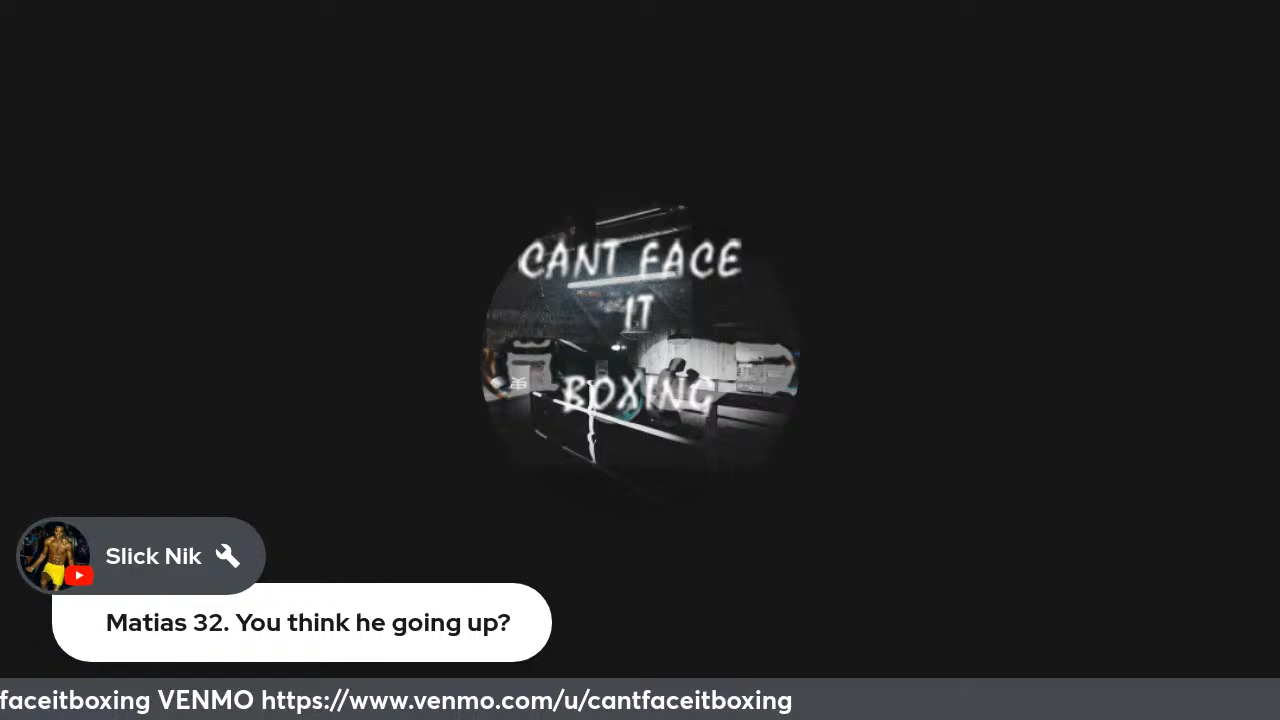 CANT FACE
IT
BOXING
Slick Nik
Matias 32. You think he going up?
faceitboxing VENMO https://www.venmo.com/u/cantfaceitboxing